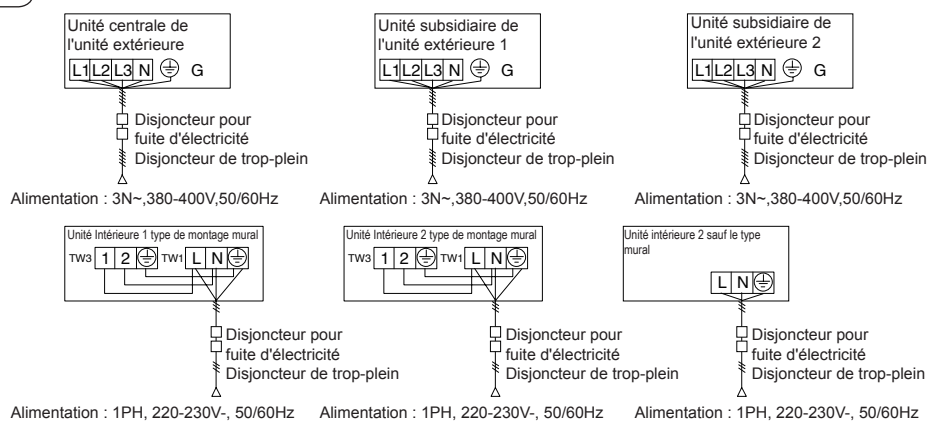 Unité centrale de
l'unité extérieure
L1 L2 L3 N G
Disjoncteur pour
fuite d'électricité
Disjoncteur de trop-plein
Alimentation : 3N~,380-400V,50/60Hz
Unité subsidiaire de
l'unité extérieure 1
L1 L2 L3 N G
Disjoncteur pour
fuite d'électricité
Disjoncteur de trop-plein
Alimentation : 3N~,380-400V,50/60Hz
Unité subsidiaire de
l'unité extérieure 2
L1 L2 L3 N G
Disjoncteur pour
fuite d'électricité
Disjoncteur de trop-plein
Alimentation : 3N~,380-400V,50/60Hz
Unité Intérieure 1 type de montage mural
TW3 1 2 TW1 L N
Disjoncteur pour
fuite d'électricité
Disjoncteur de trop-plein
Alimentation : 1PH, 220-230V-, 50/60Hz
Unité Intérieure 2 type de montage mural
TW3 1 2 TW1 L N
Disjoncteur pour
fuite d'électricité
Disjoncteur de trop-plein
Alimentation : 1PH, 220-230V-, 50/60Hz
Unité intérieure 2 sauf le type
mural
L N
Disjoncteur pour
fuite d'électricité
Disjoncteur de trop-plein
Alimentation : 1PH, 220-230V-, 50/60Hz